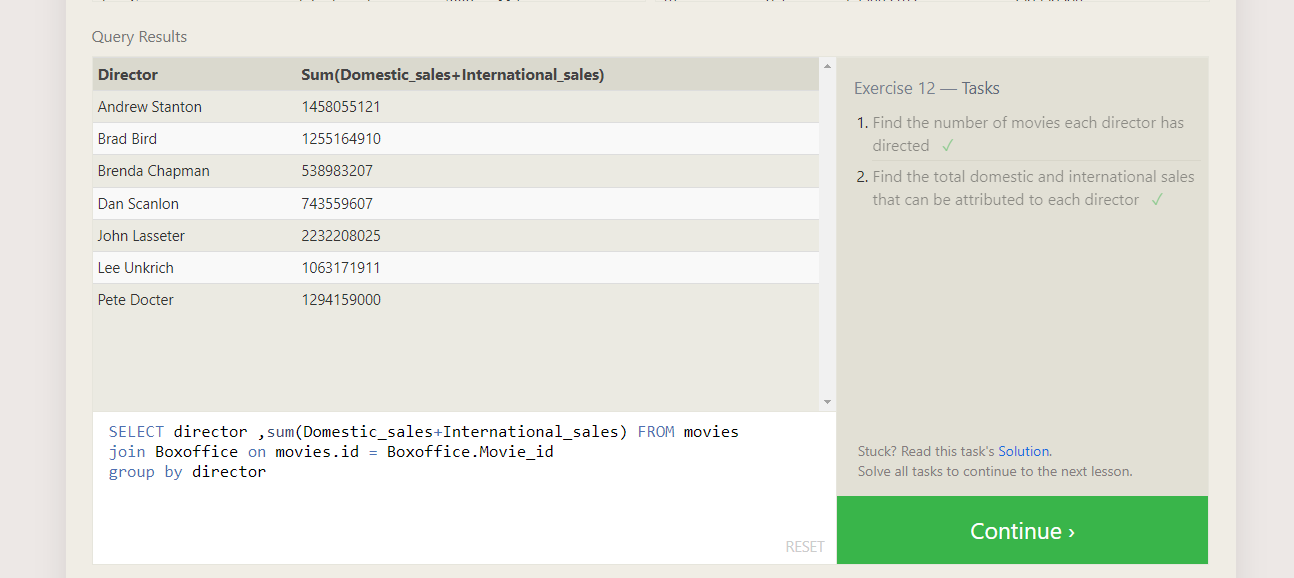 Query Results
Director Sum(Domestic_sales+International_sales)
Andrew Stanton 1458055121
Brad Bird 1255164910
Brenda Chapman 538983207
Dan Scanlon 743559607
John Lasseter 2232208025
Lee Unkrich 1063171911
Pete Docter 1294159000
SELECT director ,sum(Domestic_sales+International_sales) FROM movies
join Boxoffice on movies.id = Boxoffice.Movie_id
group by director
RESET
Exercise 12 — Tasks
1. Find the number of movies each director has
directed ✓
2. Find the total domestic and international sales
that can be attributed to each director ✓
Stuck? Read this task's Solution.
Solve all tasks to continue to the next lesson.
Continue ›